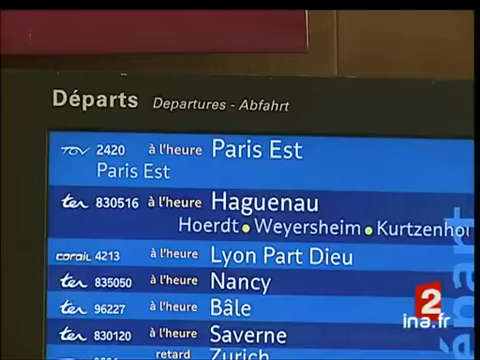 Départs Departures - Abfahrt
TGV 2420 à l'heure Paris Est
Paris Est
ter 830516 à l'heure Haguenau
Hoerdt Weyersheim Kurtzenhou
corail 4213 à l'heure Lyon Part Dieu
ter 835050 à l'heure Nancy
ter 96227 à l'heure Bâle
ter 830120 à l'heure Saverne
retard Zurich
épart
2
ina.fr